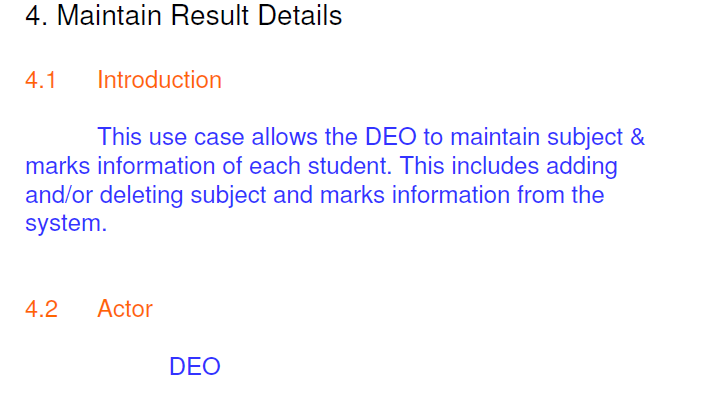 4. Maintain Result Details
4.1 Introduction
This use case allows the DEO to maintain subject &
marks information of each student. This includes adding
and/or deleting subject and marks information from the
system.
4.2 Actor
DEO